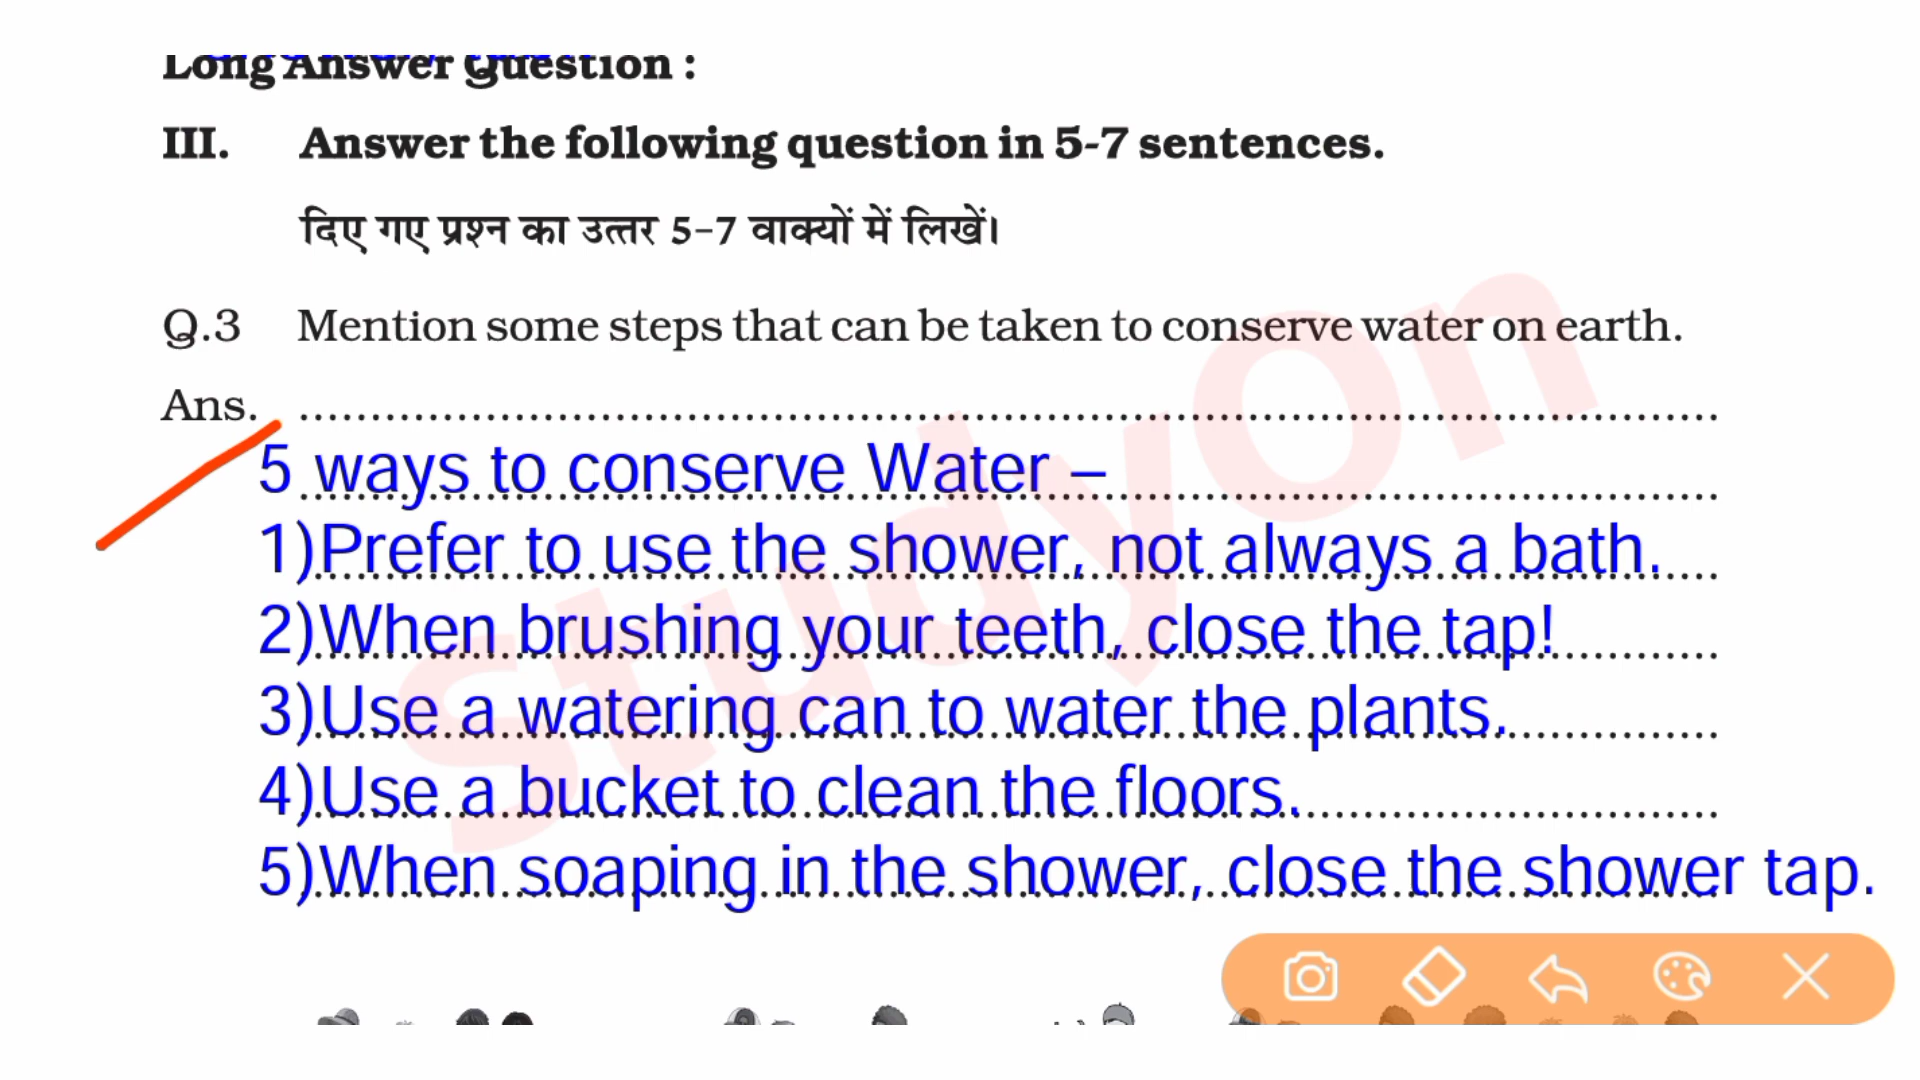 Long Answer Question :
III. Answer the following question in 5-7 sentences.
दिए गए प्रश्न का उत्तर 5-7 वाक्यों में लिखें।
Q.3 Mention some steps that can be taken to conserve water on earth.
Ans. ........................................................................
5 ways to conserve Water –
1)Prefer to use the shower, not always a bath.
2)When brushing your teeth, close the tap!
3)Use a watering can to water the plants.
4)Use a bucket to clean the floors.
5)When soaping in the shower, close the shower tap.
StudyOn